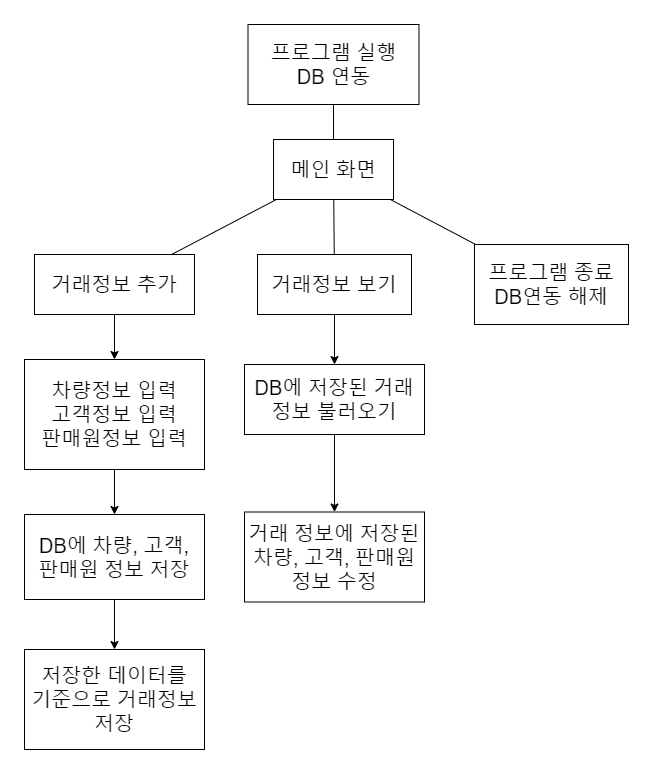 프로그램 실행
DB 연동
메인 화면
거래정보 추가
거래정보 보기
프로그램 종료
DB연동 해제
차량정보 입력
고객정보 입력
판매원정보 입력
DB에 저장된 거래
정보 불러오기
DB에 차량, 고객,
판매원 정보 저장
거래 정보에 저장된
차량, 고객, 판매원
정보 수정
저장한 데이터를
기준으로 거래정보
저장